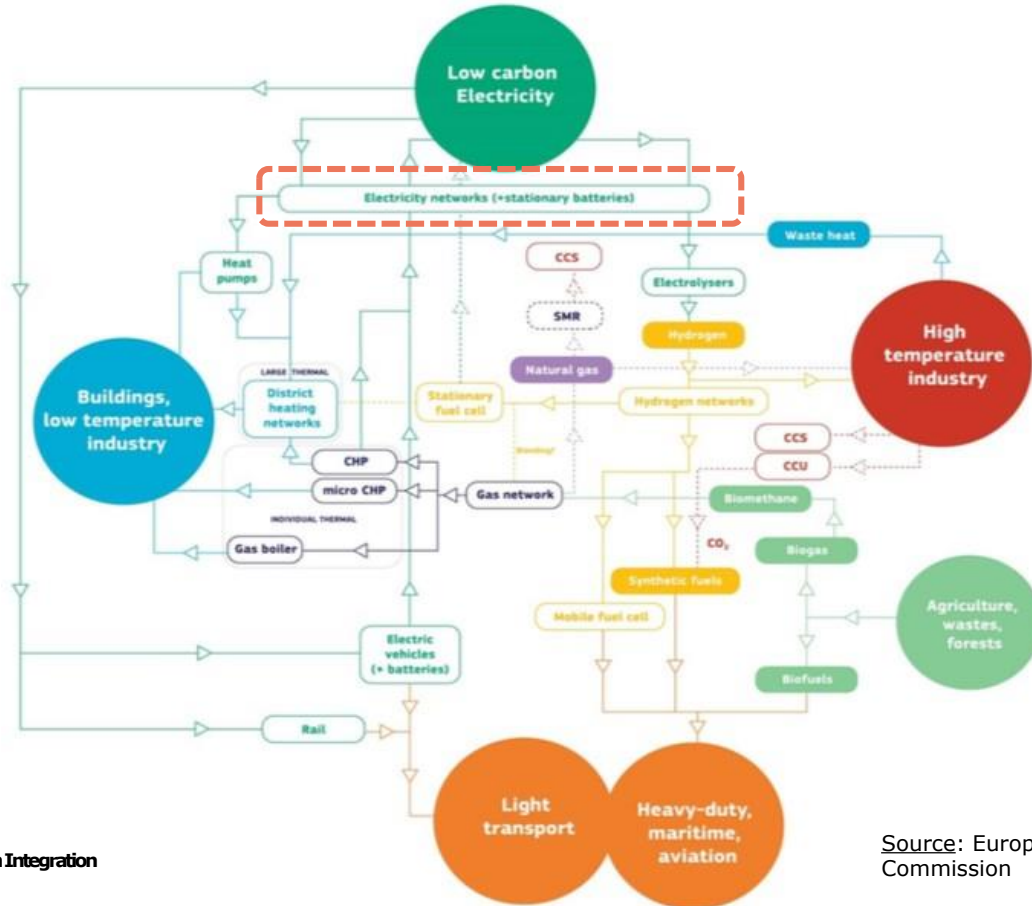 Low carbon
Electricity
Electricity networks (+stationary batteries)
Waste heat
CCS
Heat
pumps
Electrolysers
SMR
Hydrogen
High
temperature
industry
Natural gas
LARGE THERMAL
Buildings,
low temperature
industry
District
heating
networks
Stationary
fuel cell
Hydrogen networks
CCS
Blending?
CHP
CCU
micro CHP
Gas network
Biomethane
INDIVIDUAL THERMAL
CO₂
Gas boiler
Biogas
Synthetic fuels
Agriculture,
wastes,
forests
Mobile fuel cell
Electric
vehicles
(+ batteries)
Biofuels
Rail
Light
transport
Heavy-duty,
maritime,
aviation
Integration
Source: Europ
Commission